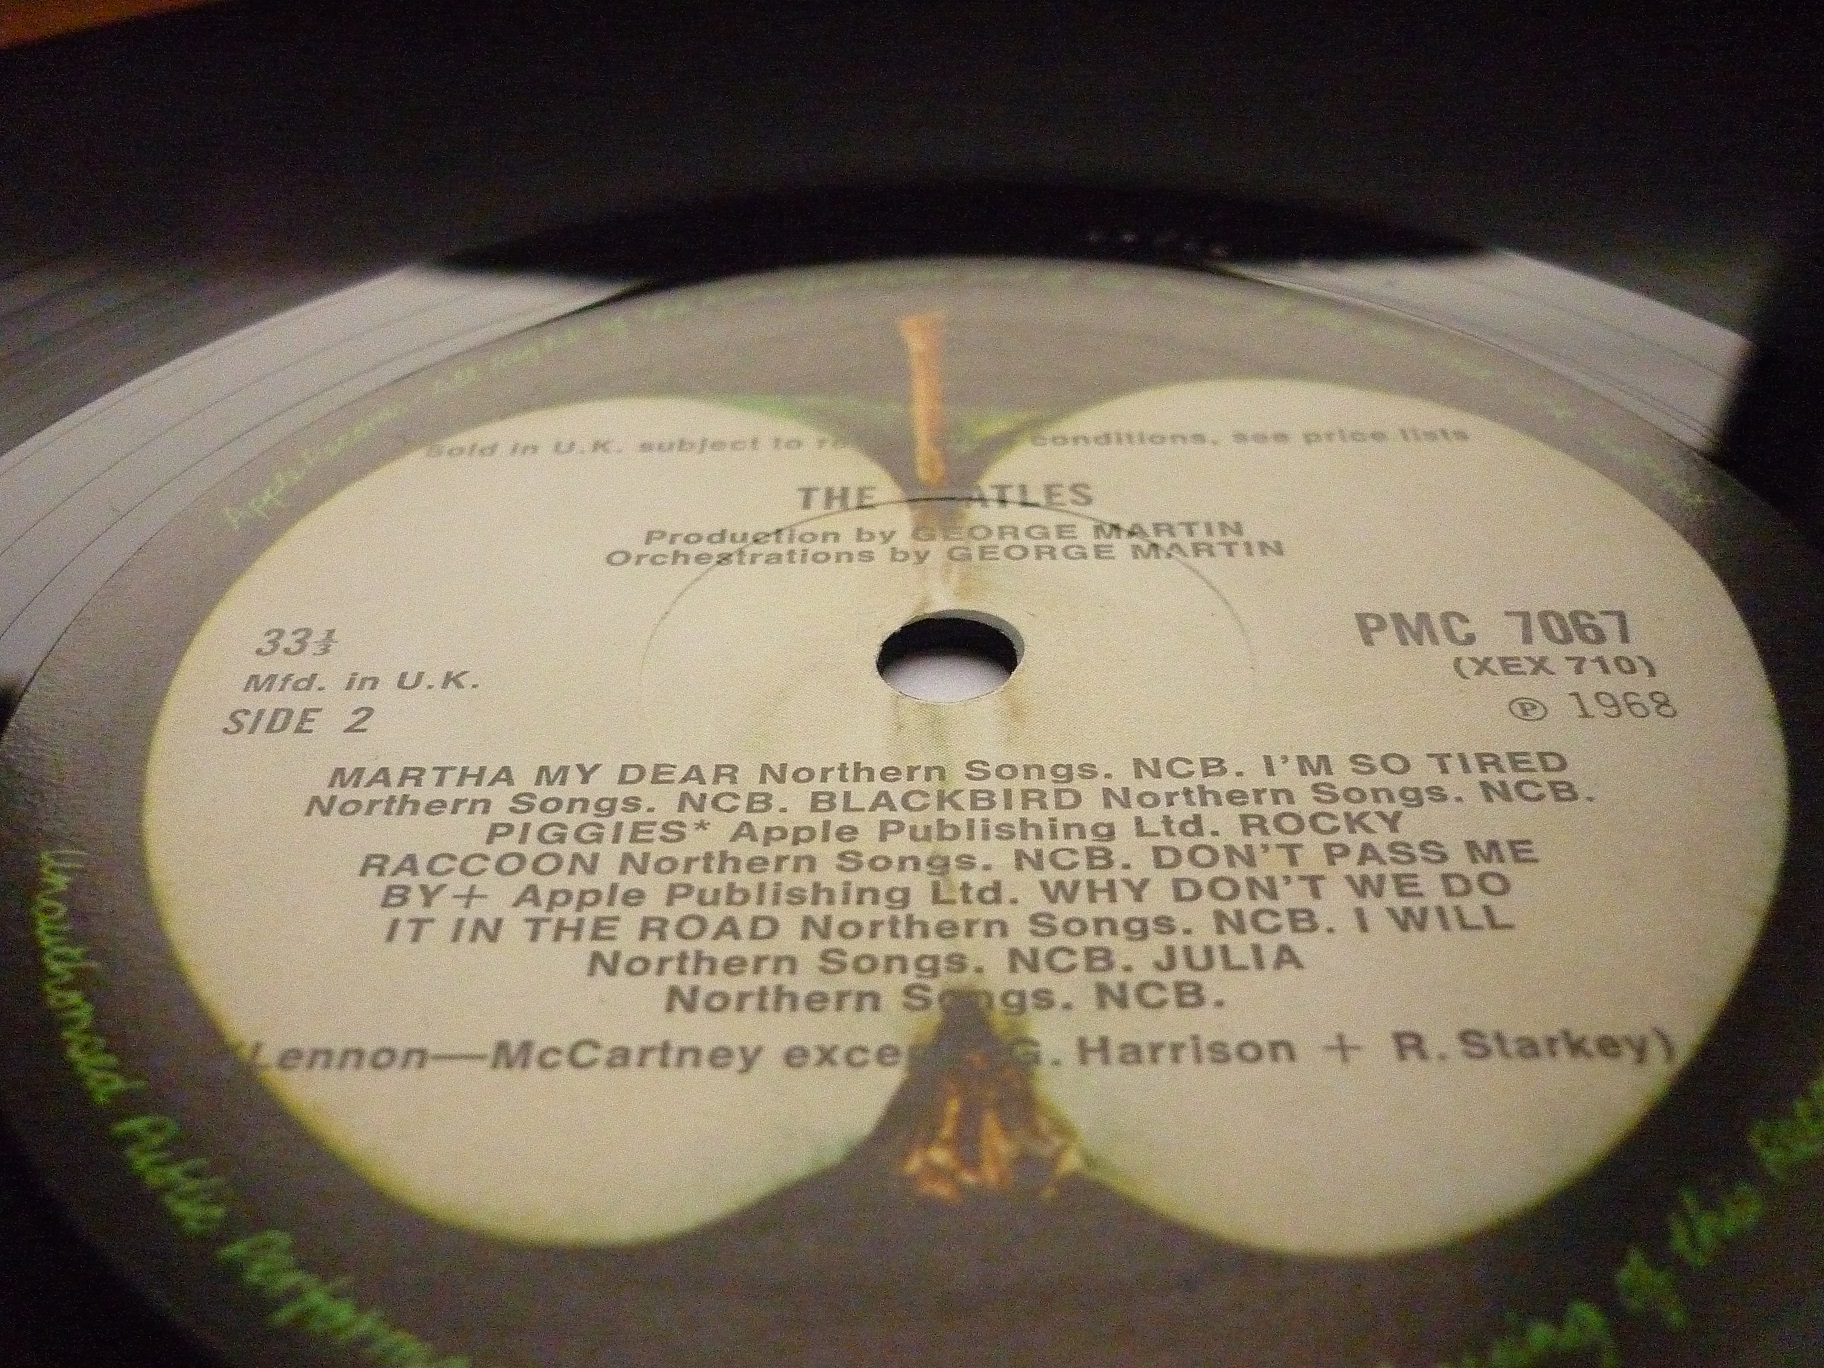 Sold in U.K. subject to conditions, see price lists
THE
Production by GEORGE MARTIN
Orchestrations by GEORGE MARTIN
33⅓
Mfd. in U.K.
SIDE 2
PMC 7067
(XEX 710)
℗ 1968
MARTHA MY DEAR Northern Songs. NCB. I'M SO TIRED
Northern Songs. NCB. BLACKBIRD Northern Songs. NCB.
PIGGIES* Apple Publishing Ltd. ROCKY
RACCOON Northern Songs. NCB. DON'T PASS ME
BY+ Apple Publishing Ltd. WHY DON'T WE DO
IT IN THE ROAD Northern Songs. NCB. I WILL
Northern Songs. NCB. JULIA
Northern Songs. NCB.
(Lennon—McCartney G. Harrison + R. Starkey)
Unauthorised Public
of this